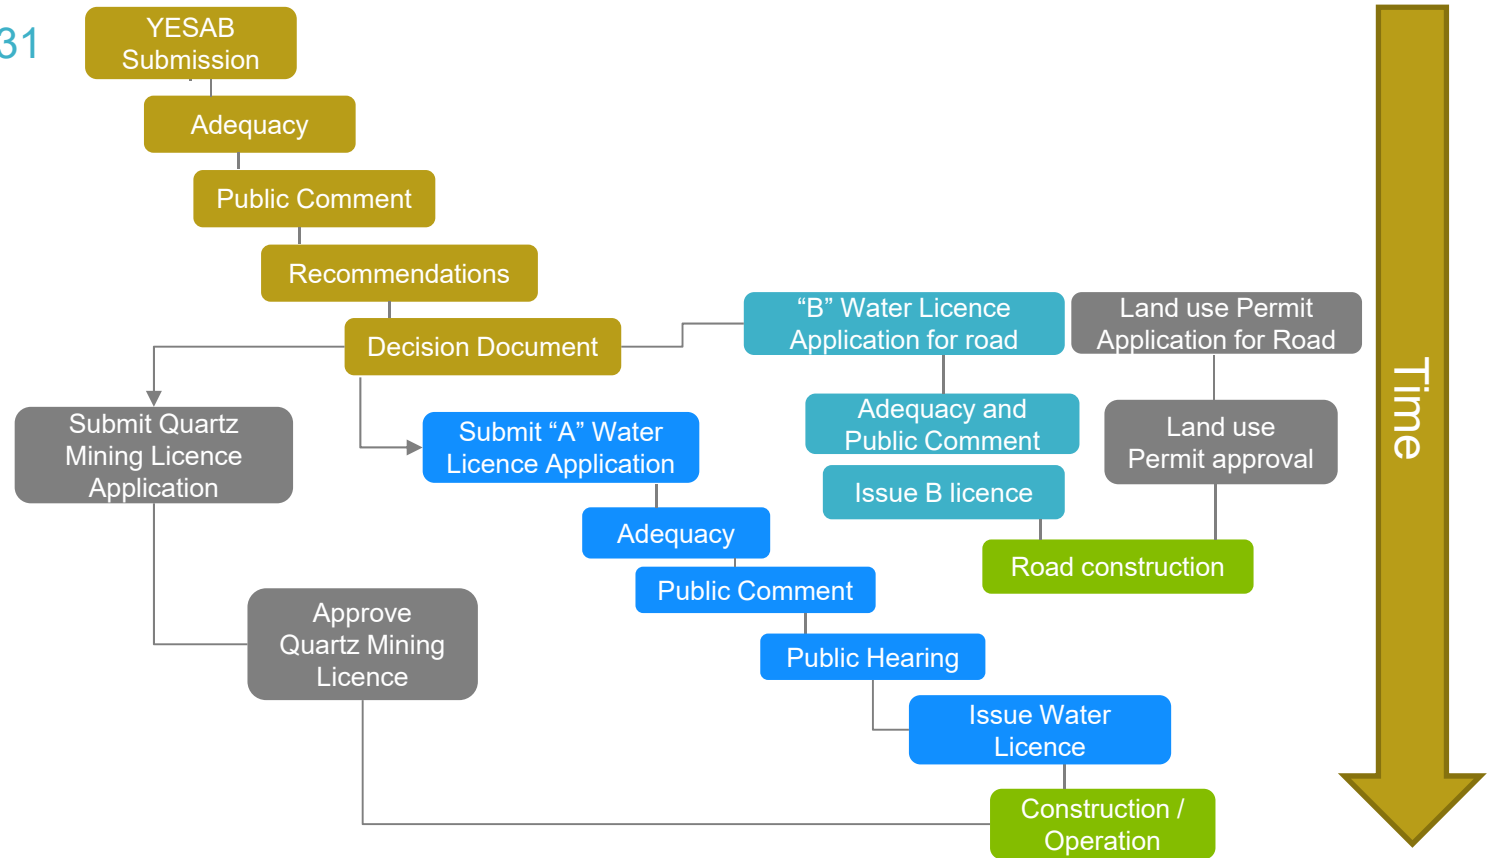 31
YESAB
Submission
Adequacy
Public Comment
Recommendations
Decision Document
“B” Water Licence
Application for road
Land use Permit
Application for Road
Time
Submit Quartz
Mining Licence
Application
Submit “A” Water
Licence Application
Adequacy and
Public Comment
Land use
Permit approval
Issue B licence
Adequacy
Road construction
Public Comment
Approve
Quartz Mining
Licence
Public Hearing
Issue Water
Licence
Construction /
Operation